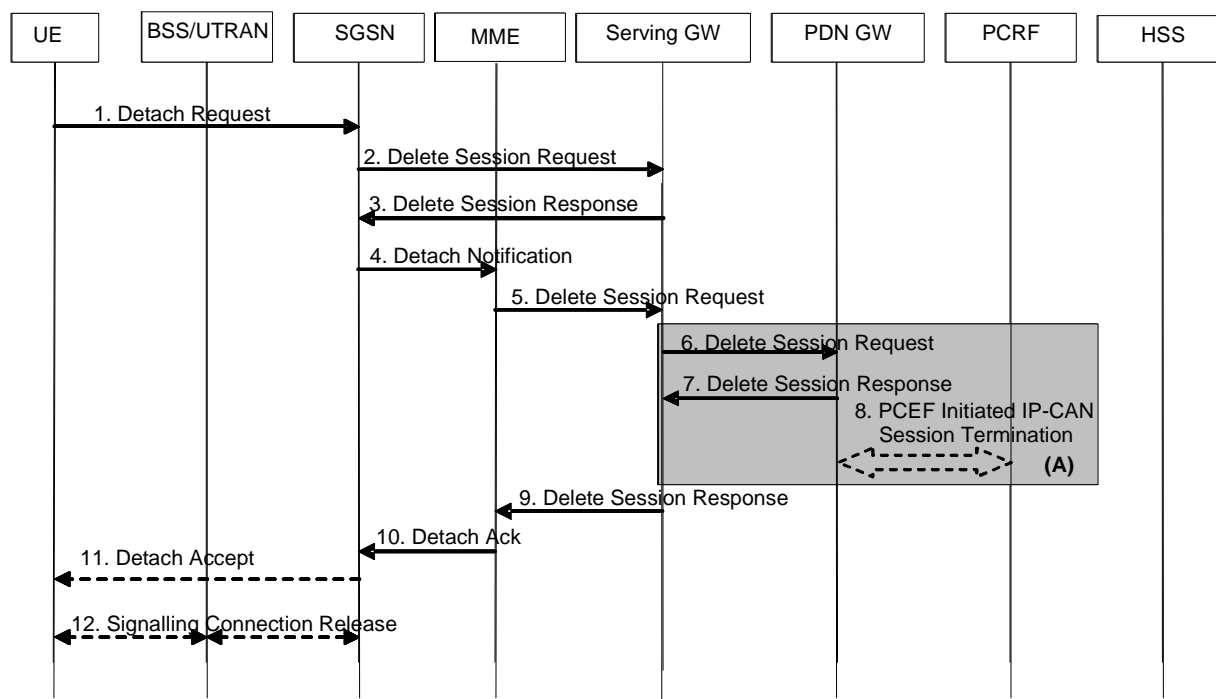 UE
BSS/UTRAN
SGSN
MME
Serving GW
PDN GW
PCRF
HSS
1. Detach Request
2. Delete Session Request
3. Delete Session Response
4. Detach Notification
5. Delete Session Request
6. Delete Session Request
7. Delete Session Response
8. PCEF Initiated IP-CAN
Session Termination
(A)
9. Delete Session Response
10. Detach Ack
11. Detach Accept
12. Signalling Connection Release